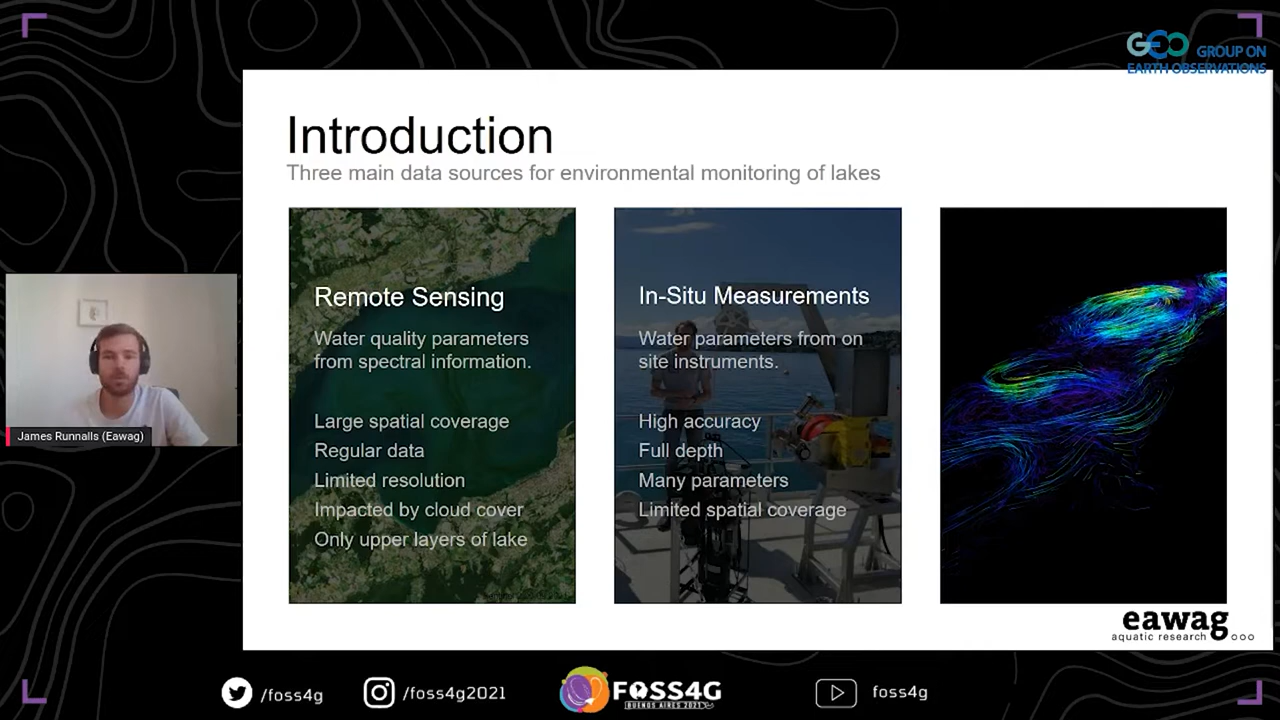 GEO GROUP ON
EARTH OBSERVATIONS
Introduction
Three main data sources for environmental monitoring of lakes
Remote Sensing
Water quality parameters
from spectral information.
Large spatial coverage
Regular data
Limited resolution
Impacted by cloud cover
Only upper layers of lake
In-Situ Measurements
Water parameters from on
site instruments.
High accuracy
Full depth
Many parameters
Limited spatial coverage
James Runnalls (Eawag)
eawag
aquatic research
/foss4g
/foss4g2021
FOSS4G
BUENOS AIRES 2021
foss4g